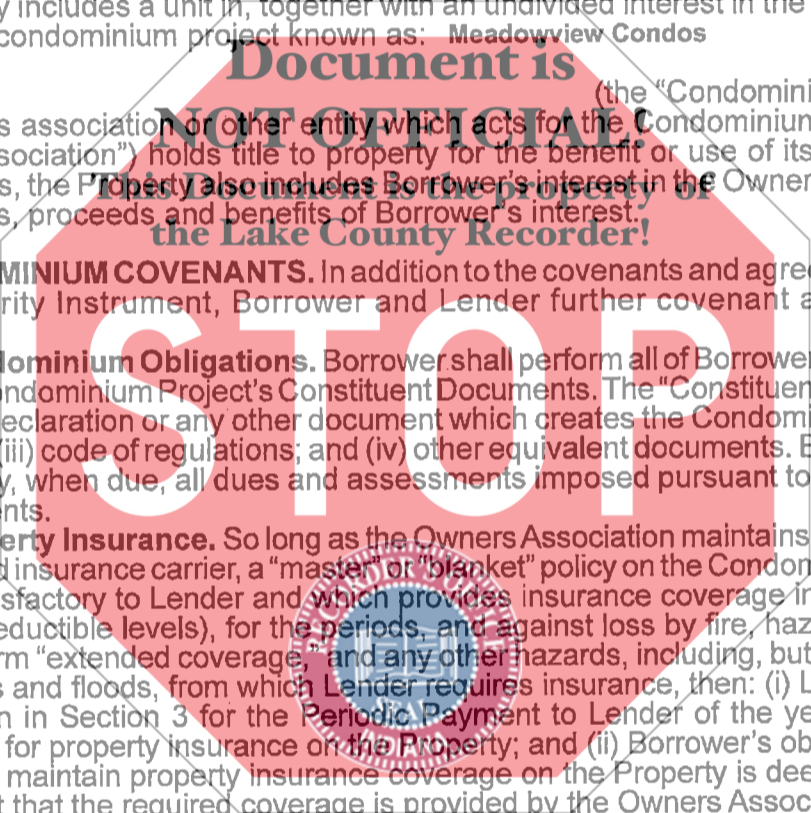 y includes a unit in, together with an undivided interest in the
condominium project known as: Meadowview Condos
Document is
(the “Condomini
NOT OFFICIAL!
s association or other entity which acts for the Condominium
sociation”) holds title to property for the benefit or use of its
This Document is the property of
s, the Property also includes Borrower's interest in the Owner
s, proceeds and benefits of Borrower's interest.
the Lake County Recorder!
MINIUM COVENANTS. In addition to the covenants and agree
rity Instrument, Borrower and Lender further covenant a
STOP
dominium Obligations. Borrower shall perform all of Borrower
ndominium Project's Constituent Documents. The “Constituen
eclaration or any other document which creates the Condomi
(iii) code of regulations; and (iv) other equivalent documents. B
y, when due, all dues and assessments imposed pursuant to
nts.
erty Insurance. So long as the Owners Association maintains
d insurance carrier, a “master” or “blanket” policy on the Condon
sfactory to Lender and which provides insurance coverage in
eductible levels), for the periods, and against loss by fire, haz
rm “extended coverage,” and any other hazards, including, but
s and floods, from which Lender requires insurance, then: (i) L
n in Section 3 for the Periodic Payment to Lender of the ye
for property insurance on the Property; and (ii) Borrower's ob
maintain property insurance coverage on the Property is dee
t that the required coverage is provided by the Owners Assoc
SEAL
INDIANA